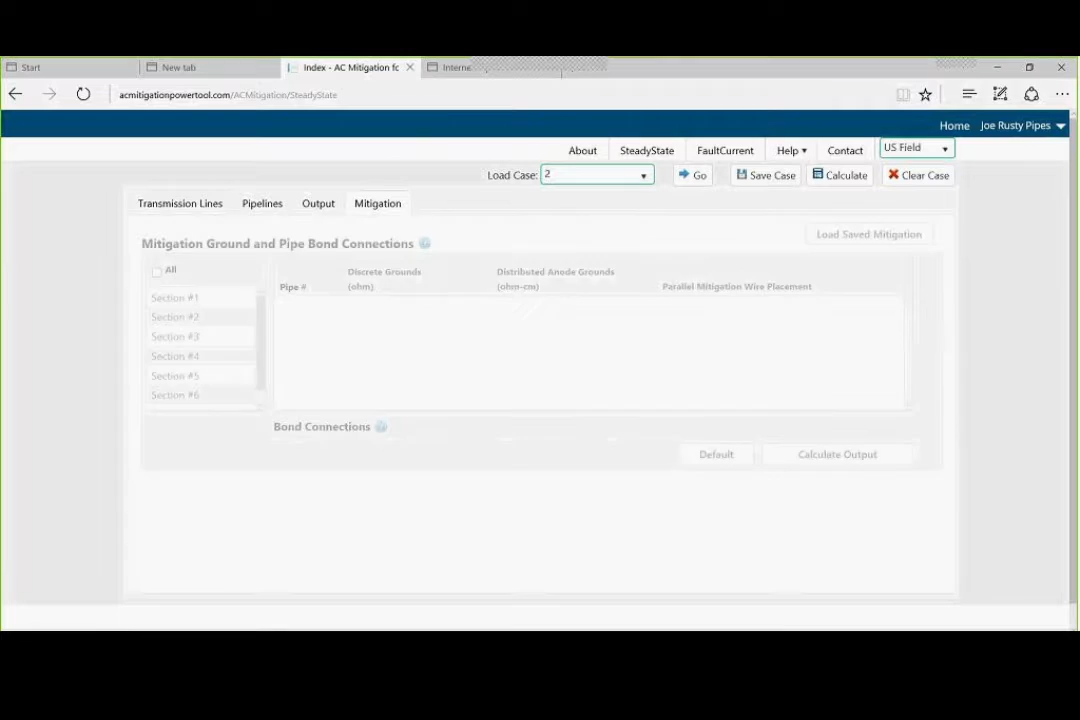 Start
New tab
Index - AC Mitigation fc
Interne
acmitigationpowertool.com/ACMitigation/SteadyState
Home
Joe Rusty Pipes
About
SteadyState
FaultCurrent
Help
Contact
US Field
Load Case: 2
Go
Save Case
Calculate
Clear Case
Transmission Lines
Pipelines
Output
Mitigation
Load Saved Mitigation
Mitigation Ground and Pipe Bond Connections
All
Section #1
Section #2
Section #3
Section #4
Section #5
Section #6
Pipe #
Discrete Grounds
(ohm)
Distributed Anode Grounds
(ohm-cm)
Parallel Mitigation Wire Placement
Bond Connections
Default
Calculate Output